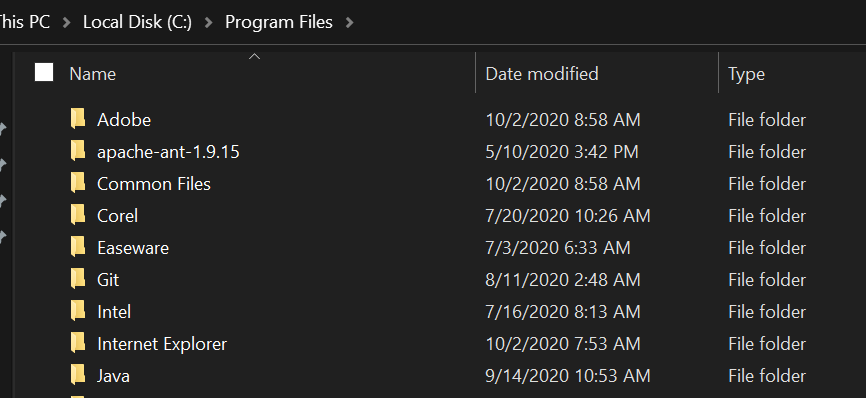 This PC > Local Disk (C:) > Program Files >
Name Date modified Type
Adobe 10/2/2020 8:58 AM File folder
apache-ant-1.9.15 5/10/2020 3:42 PM File folder
Common Files 10/2/2020 8:58 AM File folder
Corel 7/20/2020 10:26 AM File folder
Easeware 7/3/2020 6:33 AM File folder
Git 8/11/2020 2:48 AM File folder
Intel 7/16/2020 8:13 AM File folder
Internet Explorer 10/2/2020 7:53 AM File folder
Java 9/14/2020 10:53 AM File folder